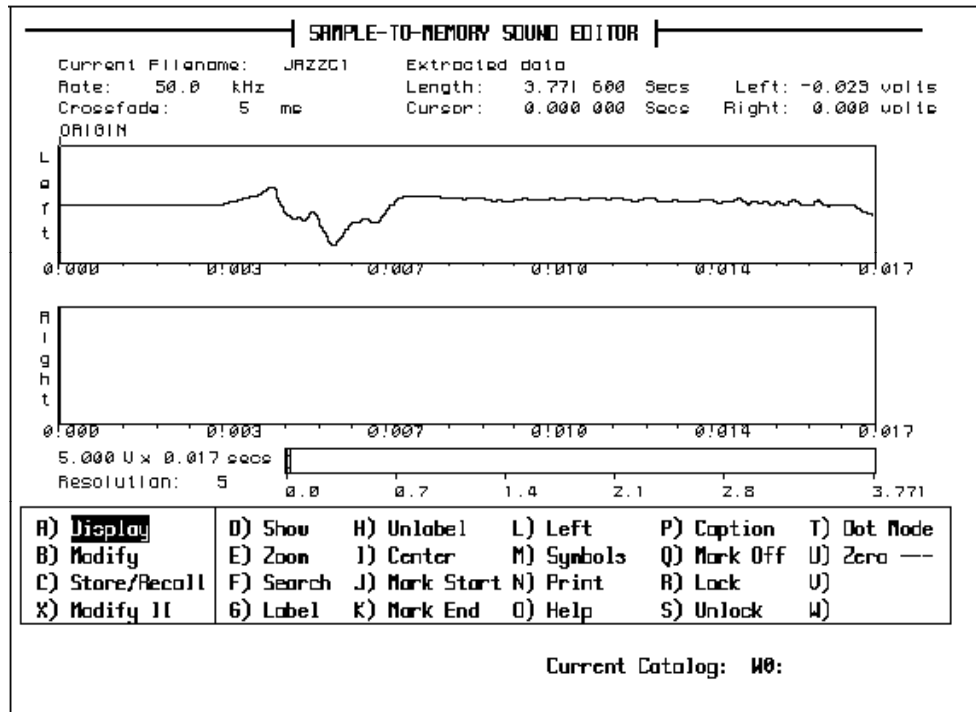 SAMPLE-TO-MEMORY SOUND EDITOR
Current Filename: JAZZC1 Extracted data
Rate: 50.0 kHz Length: 3.771 600 Secs Left: -0.023 volts
Crossfade: 5 ms Cursor: 0.000 000 Secs Right: 0.000 volts
ORIGIN
Left
0.000 0.003 0.007 0.010 0.014 0.017
Right
0.000 0.003 0.007 0.010 0.014 0.017
5.000 V x 0.017 secs
Resolution: 5 0.0 0.7 1.4 2.1 2.8 3.771
A) Display D) Show H) Unlabel L) Left P) Caption T) Dot Mode
B) Modify E) Zoom I) Center M) Symbols Q) Mark Off U) Zero ---
C) Store/Recall F) Search J) Mark Start N) Print R) Lock V)
X) Modify II G) Label K) Mark End O) Help S) Unlock W)
Current Catalog: W0: